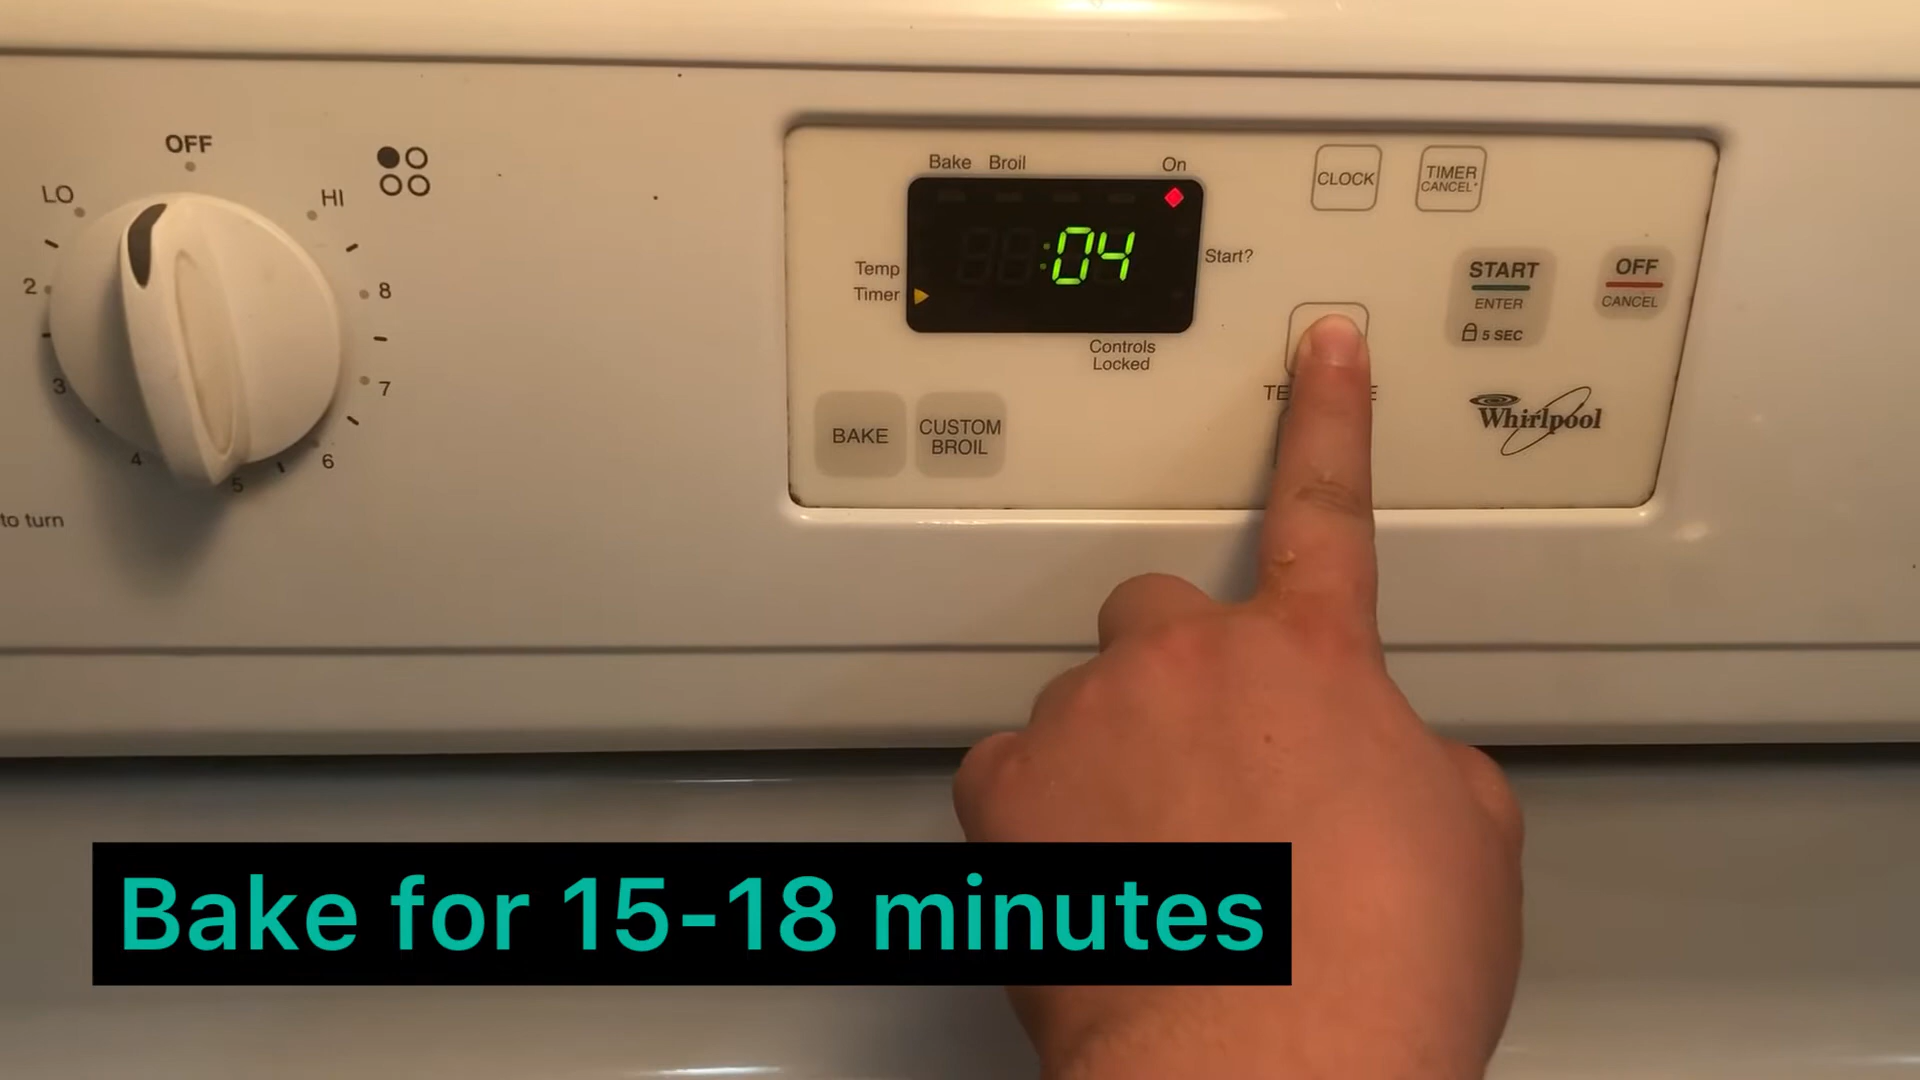 OFF
LO
HI
2
8
3
7
4
6
5
to turn
Bake Broil
On
:04
Temp
Timer
Start?
Controls
Locked
BAKE
CUSTOM
BROIL
CLOCK
TIMER
CANCEL*
START
ENTER
5 SEC
OFF
CANCEL
Whirlpool
Bake for 15-18 minutes